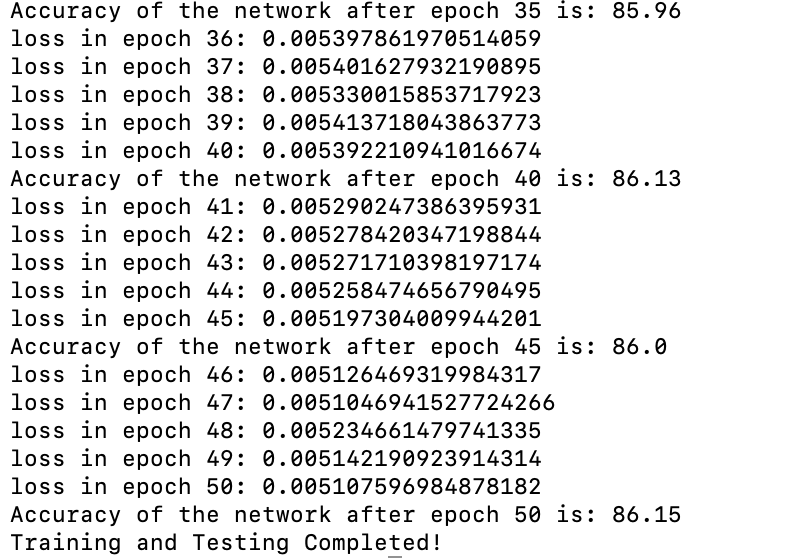 Accuracy of the network after epoch 35 is: 85.96
loss in epoch 36: 0.005397861970514059
loss in epoch 37: 0.005401627932190895
loss in epoch 38: 0.005330015853717923
loss in epoch 39: 0.005413718043863773
loss in epoch 40: 0.005392210941016674
Accuracy of the network after epoch 40 is: 86.13
loss in epoch 41: 0.005290247386395931
loss in epoch 42: 0.005278420347198844
loss in epoch 43: 0.005271710398197174
loss in epoch 44: 0.005258474656790495
loss in epoch 45: 0.005197304009944201
Accuracy of the network after epoch 45 is: 86.0
loss in epoch 46: 0.005126469319984317
loss in epoch 47: 0.0051046941527724266
loss in epoch 48: 0.005234661479741335
loss in epoch 49: 0.005142190923914314
loss in epoch 50: 0.005107596984878182
Accuracy of the network after epoch 50 is: 86.15
Training and Testing Completed!